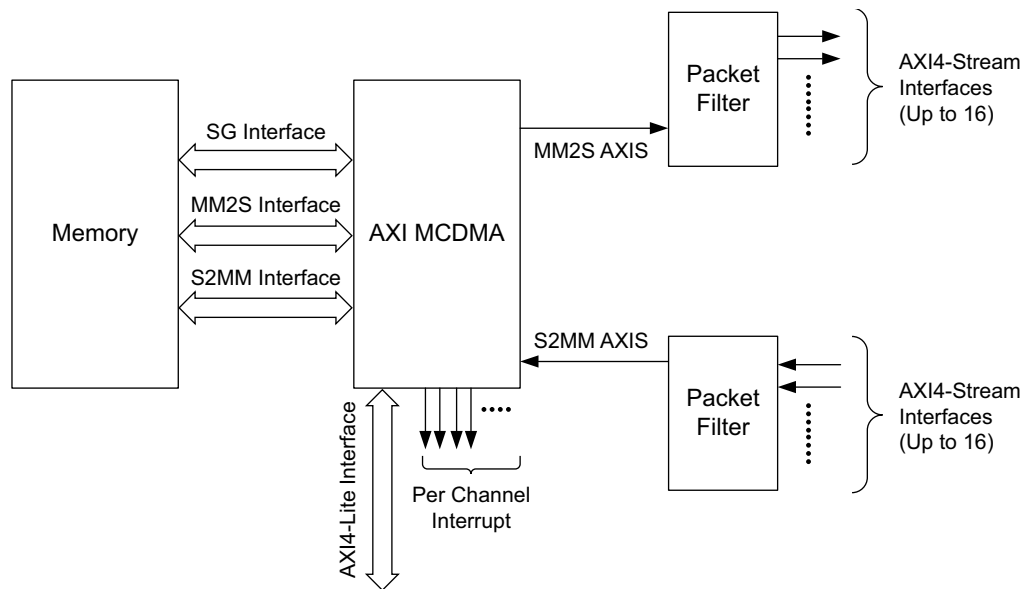 Memory
SG Interface
MM2S Interface
S2MM Interface
AXI MCDMA
MM2S AXIS
Packet
Filter
AXI4-Stream
Interfaces
(Up to 16)
S2MM AXIS
Packet
Filter
AXI4-Stream
Interfaces
(Up to 16)
AXI4-Lite Interface
Per Channel
Interrupt